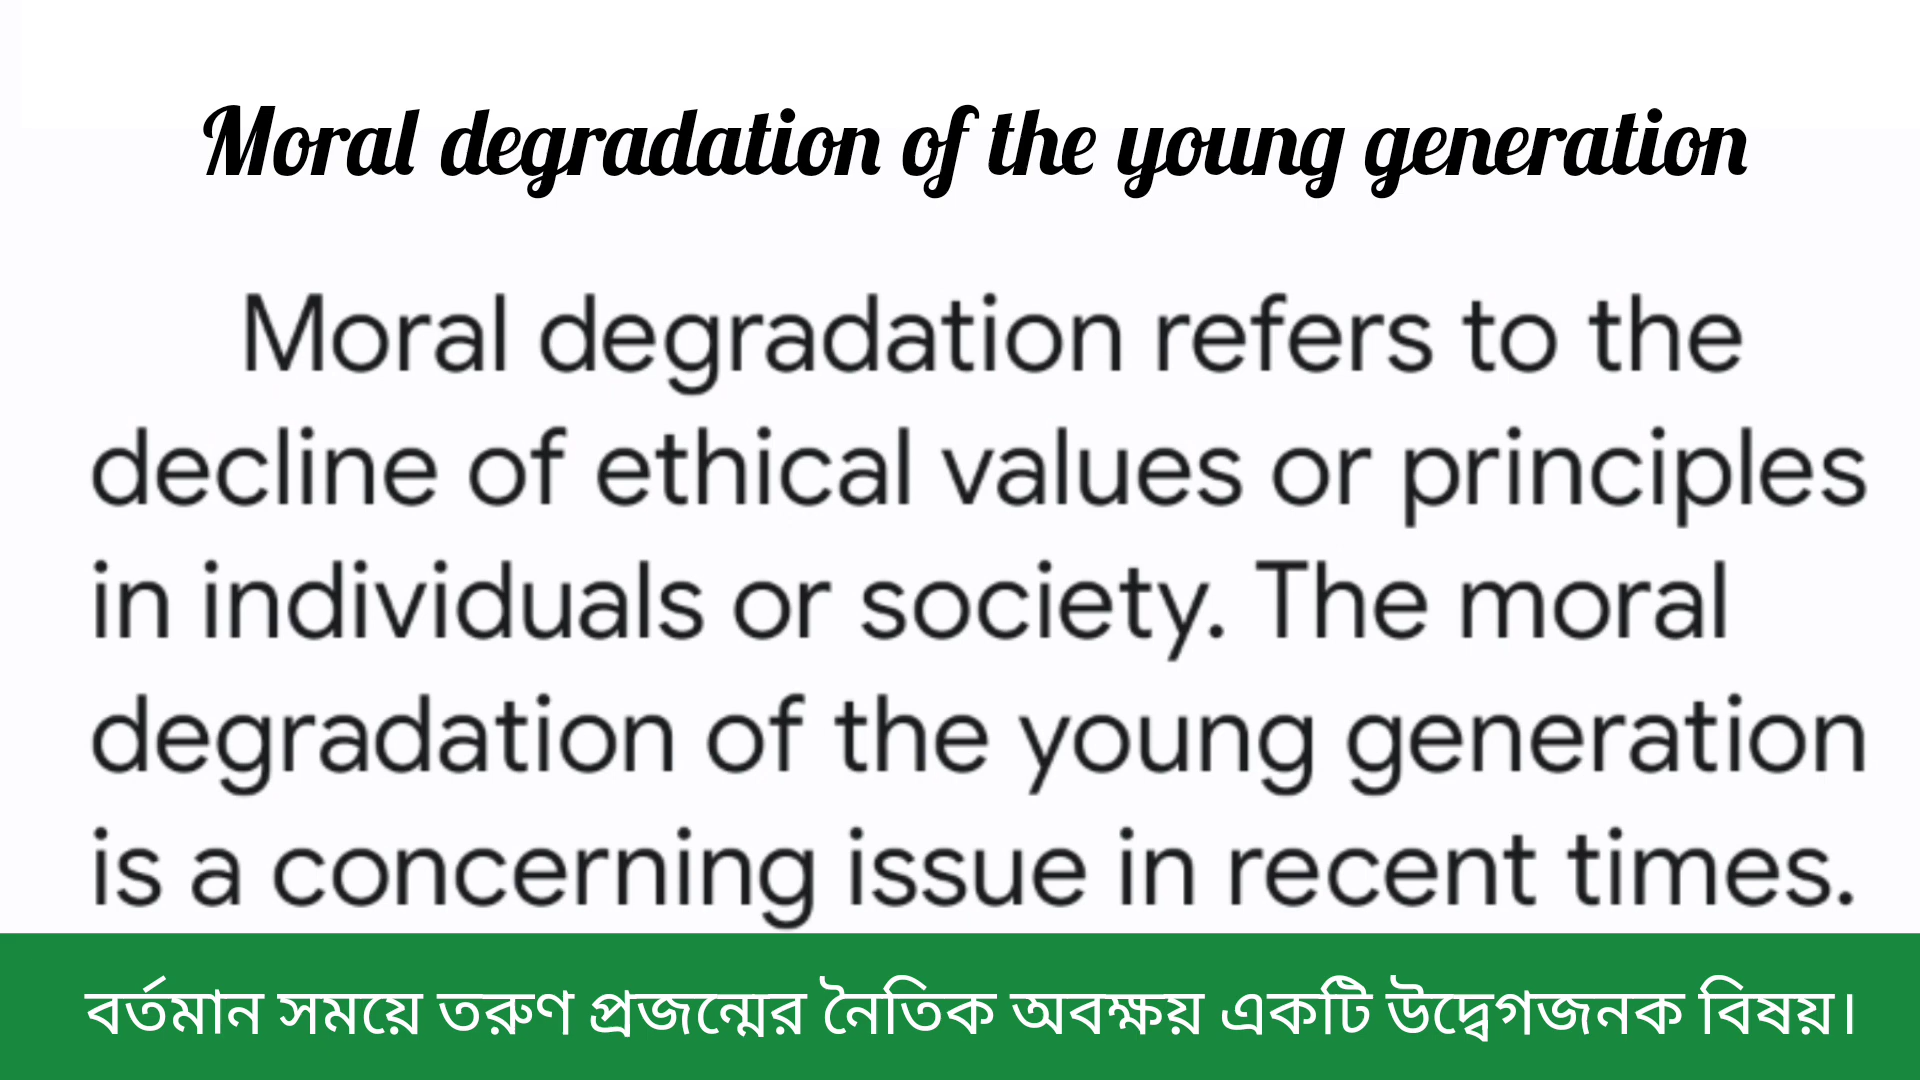 Moral degradation of the young generation
Moral degradation refers to the
decline of ethical values or principles
in individuals or society. The moral
degradation of the young generation
is a concerning issue in recent times.
বর্তমান সময়ে তরুণ প্রজন্মের নৈতিক অবক্ষয় একটি উদ্বেগজনক বিষয়।